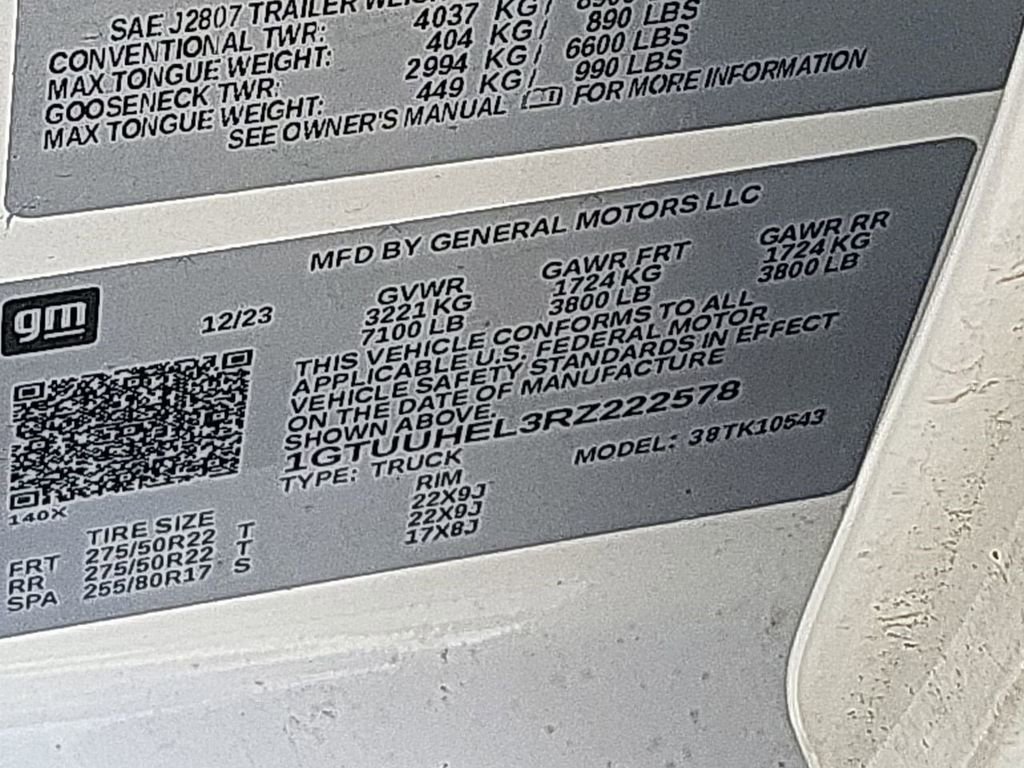 SAE J2807 TRAILER
CONVENTIONAL TWR: 4037 KG/
MAX TONGUE WEIGHT: 404 KG/ 890 LBS
GOOSENECK TWR: 2994 KG/ 6600 LBS
MAX TONGUE WEIGHT: 449 KG/ 990 LBS
SEE OWNER'S MANUAL FOR MORE INFORMATION
MFD BY GENERAL MOTORS LLC
gm
12/23
GVWR GAWR FRT GAWR RR
3221 KG 1724 KG 1724 KG
7100 LB 3800 LB 3800 LB
THIS VEHICLE CONFORMS TO ALL
APPLICABLE U.S. FEDERAL MOTOR
VEHICLE SAFETY STANDARDS IN EFFECT
ON THE DATE OF MANUFACTURE
SHOWN ABOVE.
1GTUUHEL3RZ222578
TYPE: TRUCK MODEL: 38TK10543
140X
TIRE SIZE RIM
FRT 275/50R22 T 22X9J
RR 275/50R22 T 22X9J
SPA 255/80R17 S 17X8J